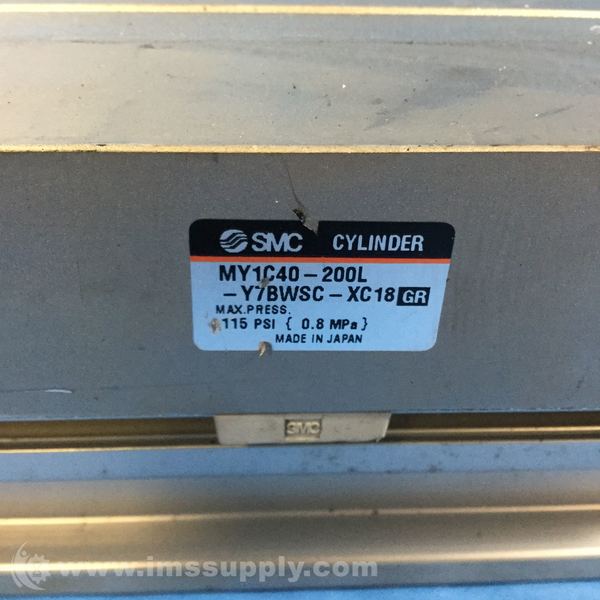 SMC CYLINDER
MY1C40-200L
-Y7BWSC-XC18 GR
MAX.PRESS.
115 PSI { 0.8 MPa }
MADE IN JAPAN
SMC
www.imssupply.com